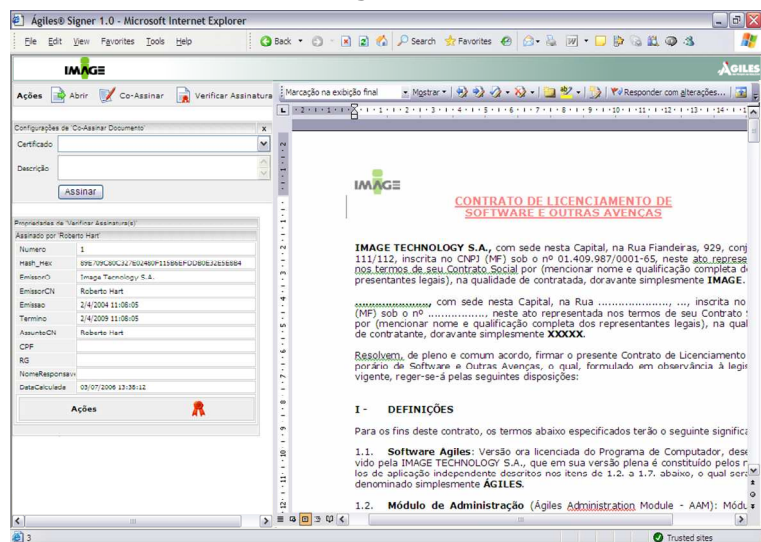 Ágiles® Signer 1.0 - Microsoft Internet Explorer
File Edit View Favorites Tools Help Back Search Favorites
IMAGE ÁGILES
Ações Abrir Co-Assinar Verificar Assinatura
Marcação na exibição final Mostrar Responder com alterações...
Configurações de 'Co-Assinar Documento' x
Certificado
Descrição
Assinar
Propriedades de 'Verificar Assinatura(s)'
Assinado por 'Roberto Hart'
Numero 1
Hash_Hex
EmissorO Image Tecnology S.A.
EmissorCN Roberto Hart
Emissao 2/4/2004 11:08:05
Termino 2/4/2009 11:08:05
AssuntoCN Roberto Hart
CPF
RG
NomeResponsav
DataCalculada 03/07/2006 13:38:12
Ações
IMAGE
CONTRATO DE LICENCIAMENTO DE
SOFTWARE E OUTRAS AVENÇAS
IMAGE TECHNOLOGY S.A., com sede nesta Capital, na Rua Fiandeiras, 929, conj
111/112, inscrita no CNPJ (MF) sob o nº 01.409.987/0001-65, neste ato represe
nos termos de seu Contrato Social por (mencionar nome e qualificação completa d
presentantes legais), na qualidade de contratada, doravante simplesmente IMAGE.
......................, com sede nesta Capital, na Rua ....................., ..., inscrita no
(MF) sob o nº ................., neste ato representada nos termos de seu Contrato
por (mencionar nome e qualificação completa dos representantes legais), na qual
de contratante, doravante simplesmente XXXXX.
Resolvem, de pleno e comum acordo, firmar o presente Contrato de Licenciamento
porário de Software e Outras Avenças, o qual, formulado em observância à legis
vigente, reger-se-á pelas seguintes disposições:
I - DEFINIÇÕES
Para os fins deste contrato, os termos abaixo especificados terão o seguinte significa
1.1. Software Agiles: Versão ora licenciada do Programa de Computador, dese
vido pela IMAGE TECHNOLOGY S.A., que em sua versão plena é constituído pelos
los de aplicação independente descritos nos itens de 1.2. a 1.7. abaixo, o qual será
denominado simplesmente ÁGILES.
1.2. Módulo de Administração (Ágiles Administration Module - AAM): Módu
3 Trusted sites